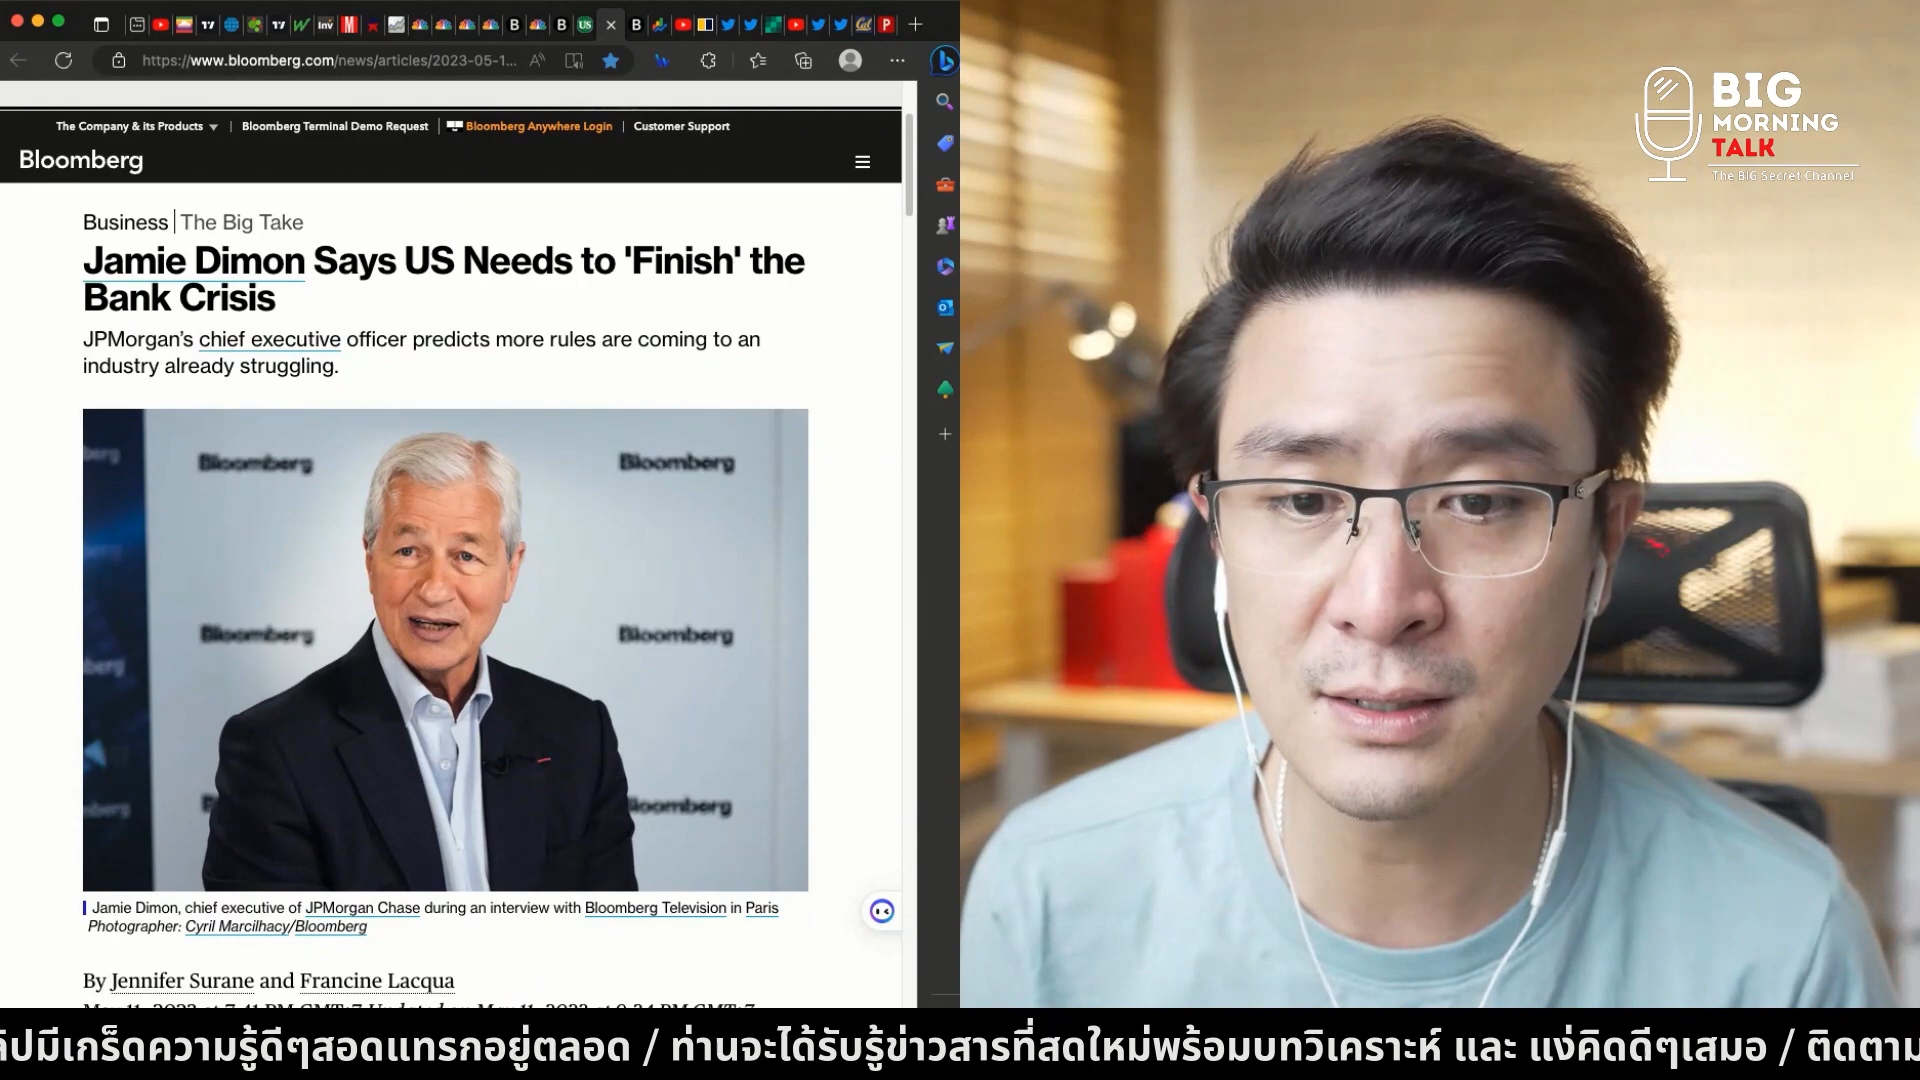 https://www.bloomberg.com/news/articles/2023-05-1...
The Company & its Products
Bloomberg Terminal Demo Request
Bloomberg Anywhere Login
Customer Support
Bloomberg
Business | The Big Take
Jamie Dimon Says US Needs to 'Finish' the
Bank Crisis
JPMorgan's chief executive officer predicts more rules are coming to an
industry already struggling.
Bloomberg
Bloomberg
Bloomberg
Bloomberg
Jamie Dimon, chief executive of JPMorgan Chase during an interview with Bloomberg Television in Paris
Photographer: Cyril Marcilhacy/Bloomberg
By Jennifer Surane and Francine Lacqua
BIG
MORNING
TALK
The BIG Secret Channel
มีเกร็ดความรู้ดีๆสอดแทรกอยู่ตลอด / ท่านจะได้รับรู้ข่าวสารที่สดใหม่พร้อมบทวิเคราะห์ และ แง่คิดดีๆเสมอ / ติดตาม